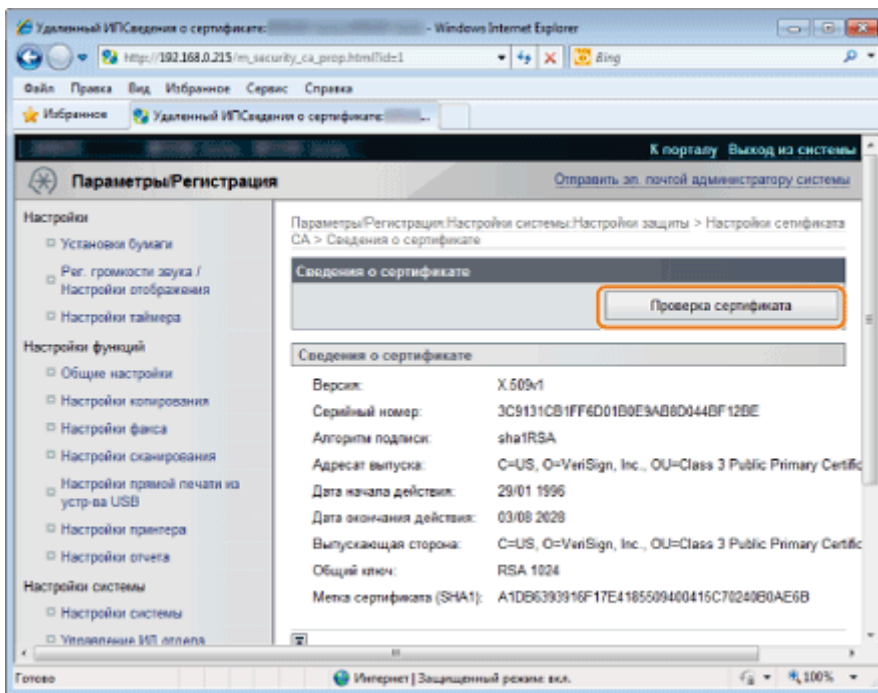 Удаленный ИПСведения о сертификате: - Windows Internet Explorer
http://192.168.0.215/m_security_ca_prop.html?id=1
Bing
Файл Правка Вид Избранное Сервис Справка
Избранное
Удаленный ИПСведения о сертификате: ...
К порталу Выход из системы
Параметры/Регистрация
Отправить эл. почтой администратору системы
Настройки
Установки бумаги
Рег. громкости звука /
Настройки отображения
Настройки таймера
Настройки функций
Общие настройки
Настройки копирования
Настройки факса
Настройки сканирования
Настройки прямой печати из
устр-ва USB
Настройки принтера
Настройки отчета
Настройки системы
Настройки системы
Управление ИД отдела
Параметры/Регистрация:Настройки системы:Настройки защиты > Настройки сетификата
CA > Сведения о сертификате
Сведения о сертификате
Проверка сертификата
Сведения о сертификате
Версия: X.509v1
Серийный номер: 3C9131CB1FF6D01B0E9AB8D044BF12BE
Алгоритм подписи: sha1RSA
Адресат выпуска: C=US, O=VeriSign, Inc., OU=Class 3 Public Primary Certific
Дата начала действия: 29/01 1996
Дата окончания действия: 03/08 2028
Выпускающая сторона: C=US, O=VeriSign, Inc., OU=Class 3 Public Primary Certific
Общий ключ: RSA 1024
Метка сертификата (SHA1): A1DB6393916F17E4185509400415C70240B0AE6B
Готово
Интернет | Защищенный режим: вкл.
100%